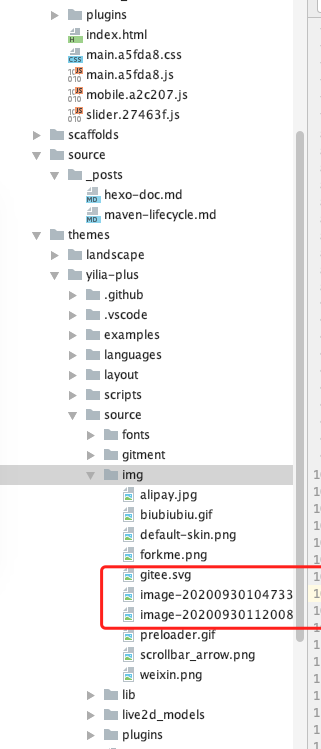 plugins
index.html
main.a5fda8.css
main.a5fda8.js
mobile.a2c207.js
slider.27463f.js
scaffolds
source
_posts
hexo-doc.md
maven-lifecycle.md
themes
landscape
yilia-plus
.github
.vscode
examples
languages
layout
scripts
source
fonts
gitment
img
alipay.jpg
biubiubiu.gif
default-skin.png
forkme.png
gitee.svg
image-20200930104733
image-20200930112008
preloader.gif
scrollbar_arrow.png
weixin.png
lib
live2d_models
plugins